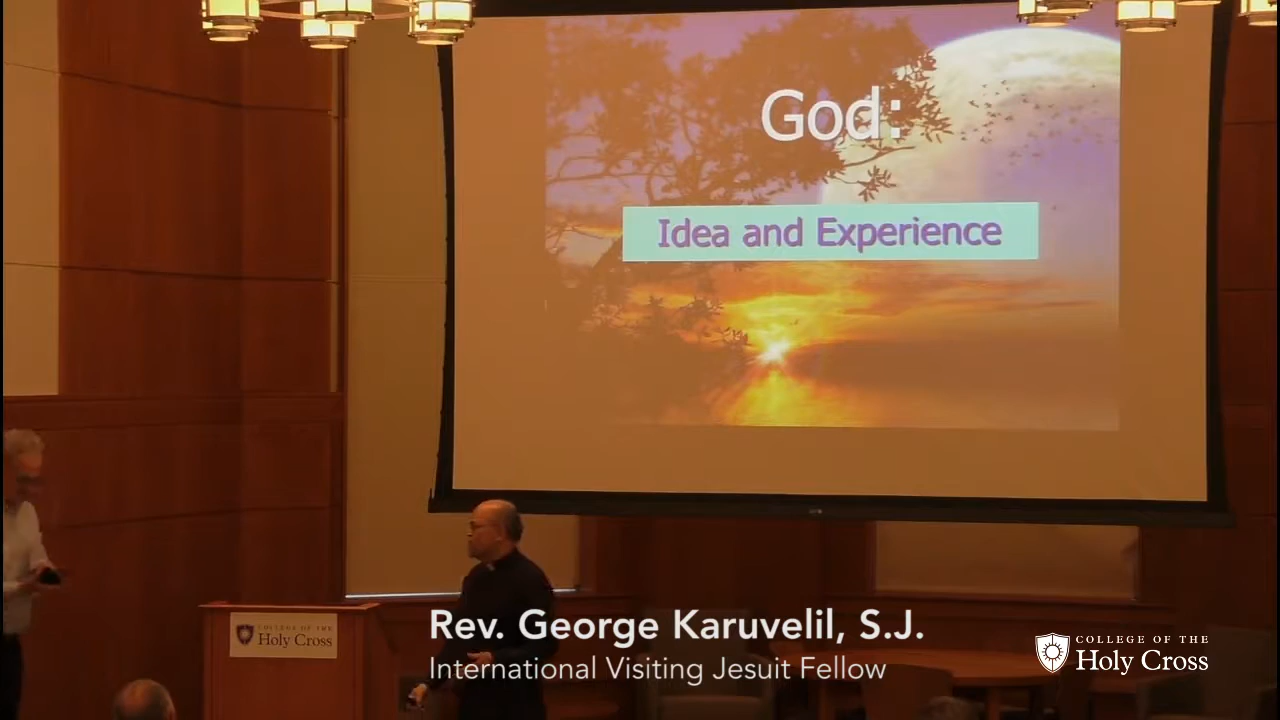 God:
Idea and Experience
COLLEGE OF THE
Holy Cross
Rev. George Karuvelil, S.J.
International Visiting Jesuit Fellow
COLLEGE OF THE
Holy Cross